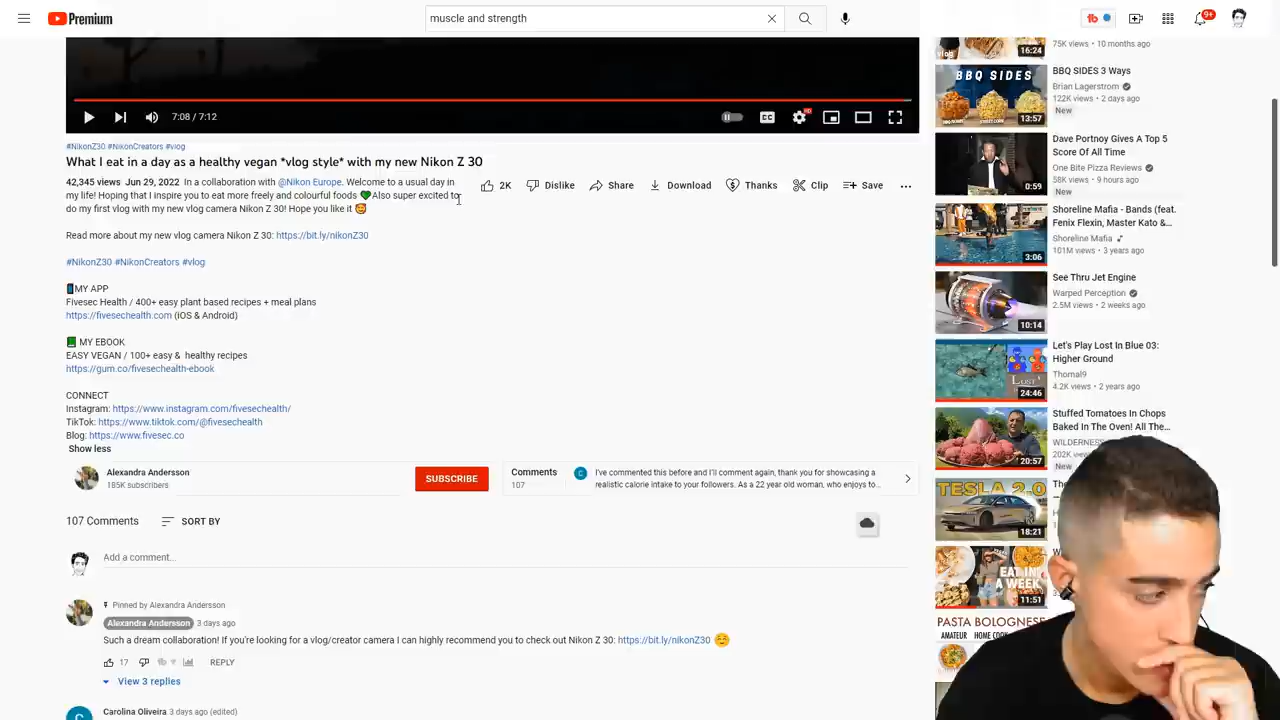 Premium
muscle and strength
9+
7:08 / 7:12
#NikonZ30 #NikonCreators #vlog
What I eat in a day as a healthy vegan *vlog style* with my new Nikon Z 30
42,345 views Jun 29, 2022 In a collaboration with @Nikon Europe. Welcome to a usual day in
my life! Hoping that I inspire you to eat more freely and colourful foods 💚Also super excited to
do my first vlog with my new vlog camera Nikon Z 30! Hope you like it 🥰
2K
Dislike
Share
Download
Thanks
Clip
Save
Read more about my new vlog camera Nikon Z 30: https://bit.ly/nikonZ30
#NikonZ30 #NikonCreators #vlog
📱MY APP
Fivesec Health / 400+ easy plant based recipes + meal plans
https://fivesechealth.com (iOS & Android)
📗 MY EBOOK
EASY VEGAN / 100+ easy & healthy recipes
https://gum.co/fivesechealth-ebook
CONNECT
Instagram: https://www.instagram.com/fivesechealth/
TikTok: https://www.tiktok.com/@fivesechealth
Blog: https://www.fivesec.co
Show less
Alexandra Andersson
185K subscribers
SUBSCRIBE
Comments
107
I've commented this before and I'll comment again, thank you for showcasing a
realistic calorie intake to your followers. As a 22 year old woman, who enjoys to...
107 Comments
SORT BY
Add a comment...
Pinned by Alexandra Andersson
Alexandra Andersson 3 days ago
Such a dream collaboration! If you're looking for a vlog/creator camera I can highly recommend you to check out Nikon Z 30: https://bit.ly/nikonZ30 ☺️
17
REPLY
View 3 replies
Carolina Oliveira 3 days ago (edited)
16:24
75K views • 10 months ago
BBQ SIDES
13:57
BBQ SIDES 3 Ways
Brian Lagerstrom
122K views • 2 days ago
New
0:59
Dave Portnoy Gives A Top 5
Score Of All Time
One Bite Pizza Reviews
58K views • 9 hours ago
New
3:06
Shoreline Mafia - Bands (feat.
Fenix Flexin, Master Kato &...
Shoreline Mafia
101M views • 3 years ago
10:14
See Thru Jet Engine
Warped Perception
2.5M views • 2 weeks ago
24:46
Let's Play Lost In Blue 03:
Higher Ground
Thomal9
4.2K views • 2 years ago
20:57
Stuffed Tomatoes In Chops
Baked In The Oven! All The...
WILDERNESS
202K
New
TESLA 2.0
18:21
EAT IN
A WEEK
11:51
PASTA BOLOGNESE
AMATEUR HOME COOK